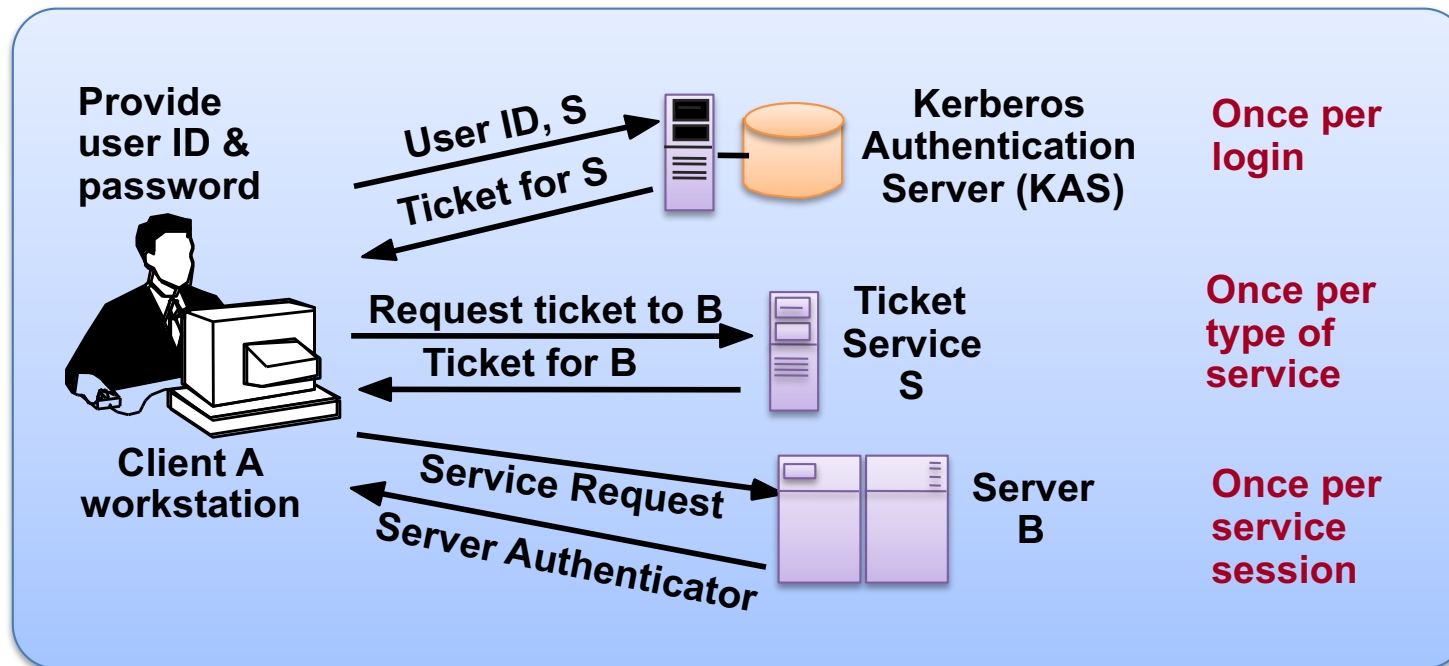 Provide
user ID &
password
User ID, S
Ticket for S
Kerberos
Authentication
Server (KAS)
Once per
login
Request ticket to B
Ticket for B
Ticket
Service
S
Once per
type of
service
Client A
workstation
Service Request
Server Authenticator
Server
B
Once per
service
session